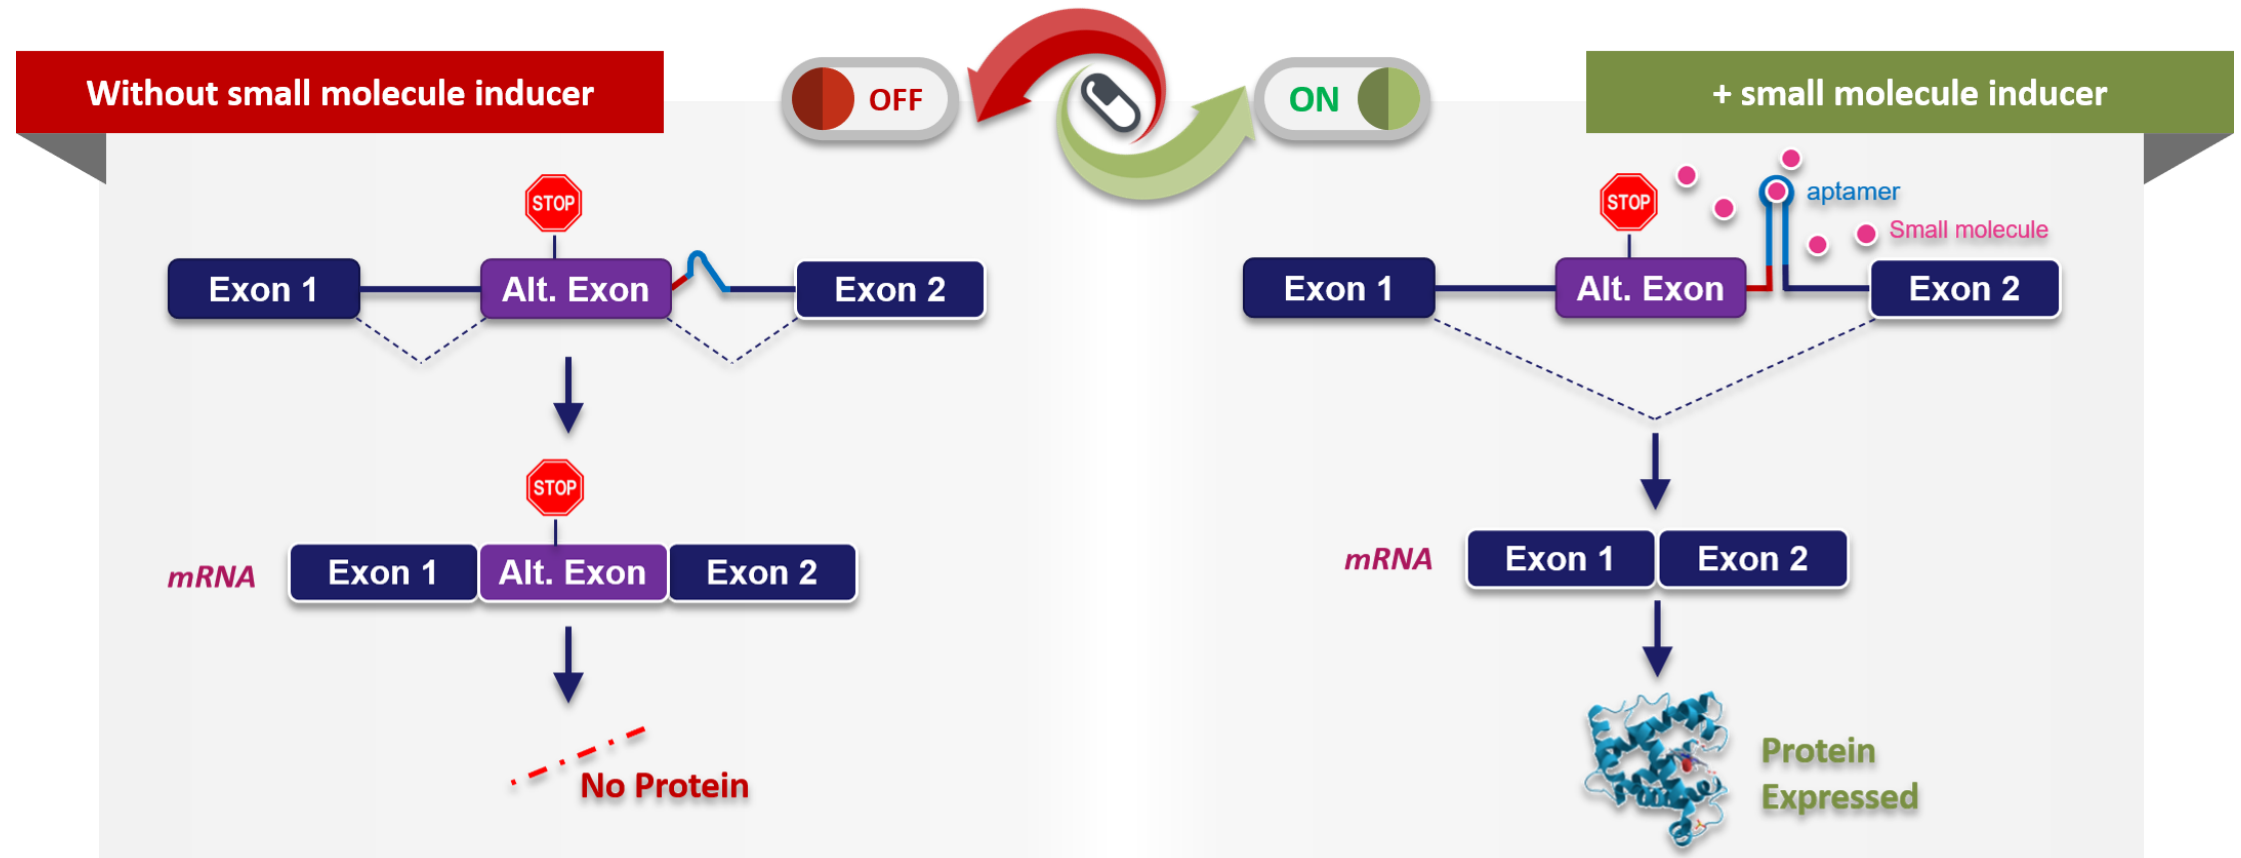 Without small molecule inducer
OFF
ON
+ small molecule inducer
STOP
Exon 1
Alt. Exon
Exon 2
STOP
mRNA
Exon 1
Alt. Exon
Exon 2
No Protein
STOP
aptamer
Small molecule
Exon 1
Alt. Exon
Exon 2
mRNA
Exon 1
Exon 2
Protein
Expressed